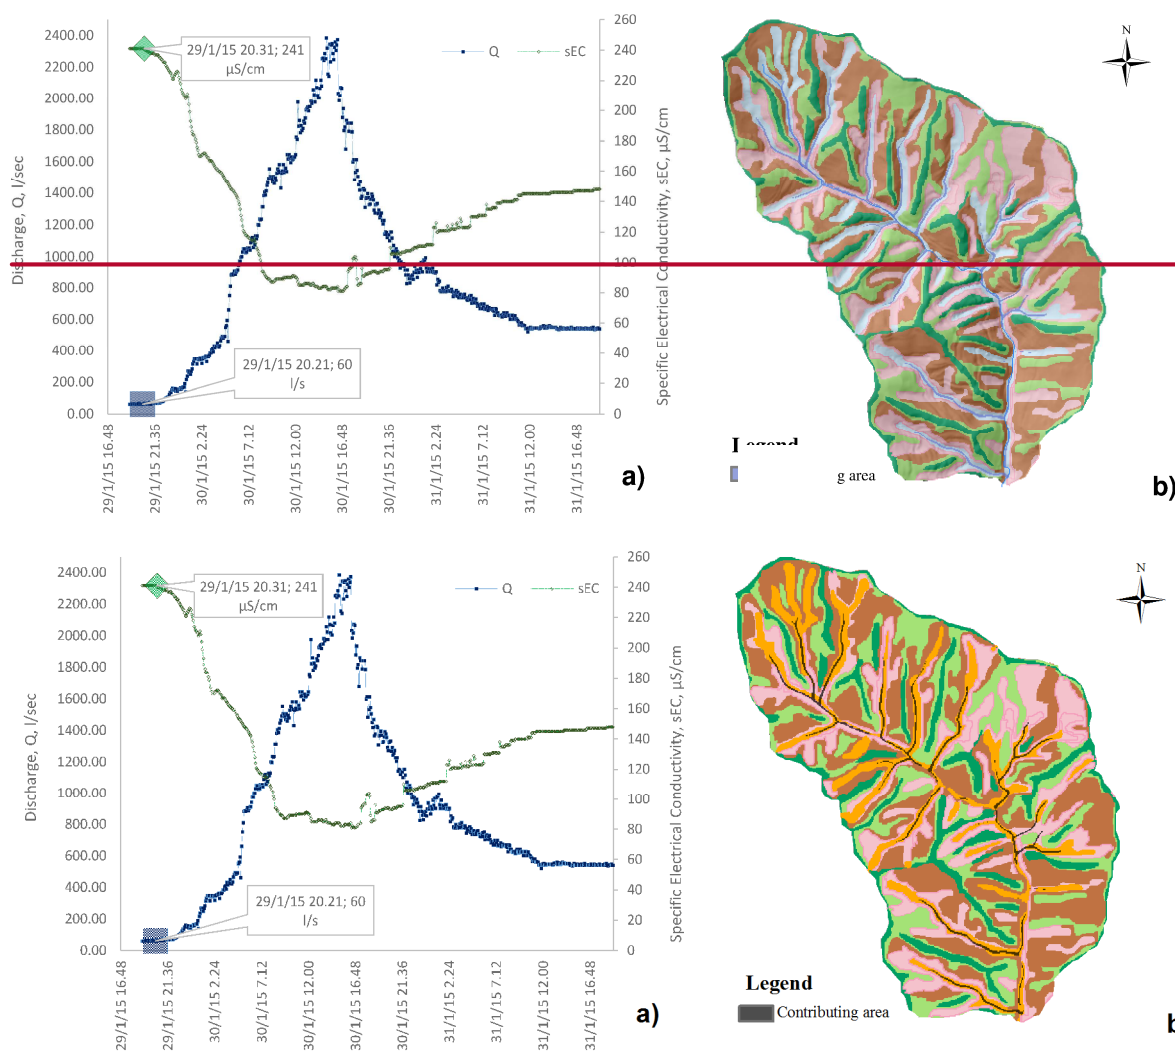 2400.00
2200.00
2000.00
1800.00
1600.00
1400.00
1200.00
1000.00
800.00
600.00
400.00
200.00
0.00
Discharge, Q, l/sec
29/1/15 20.31; 241
µS/cm
Q
sEC
29/1/15 20.21; 60
l/s
260
240
220
200
180
160
140
120
100
80
60
40
20
0
Specific Electrical Conductivity, sEC, µS/cm
29/1/15 16.48
29/1/15 21.36
30/1/15 2.24
30/1/15 7.12
30/1/15 12.00
30/1/15 16.48
30/1/15 21.36
31/1/15 2.24
31/1/15 7.12
31/1/15 12.00
31/1/15 16.48
a)
N
Legend
g area
b)
2400.00
2200.00
2000.00
1800.00
1600.00
1400.00
1200.00
1000.00
800.00
600.00
400.00
200.00
0.00
Discharge, Q, l/sec
29/1/15 20.31; 241
µS/cm
Q
sEC
29/1/15 20.21; 60
l/s
260
240
220
200
180
160
140
120
100
80
60
40
20
0
Specific Electrical Conductivity, sEC, µS/cm
29/1/15 16.48
29/1/15 21.36
30/1/15 2.24
30/1/15 7.12
30/1/15 12.00
30/1/15 16.48
30/1/15 21.36
31/1/15 2.24
31/1/15 7.12
31/1/15 12.00
31/1/15 16.48
a)
N
Legend
Contributing area
b